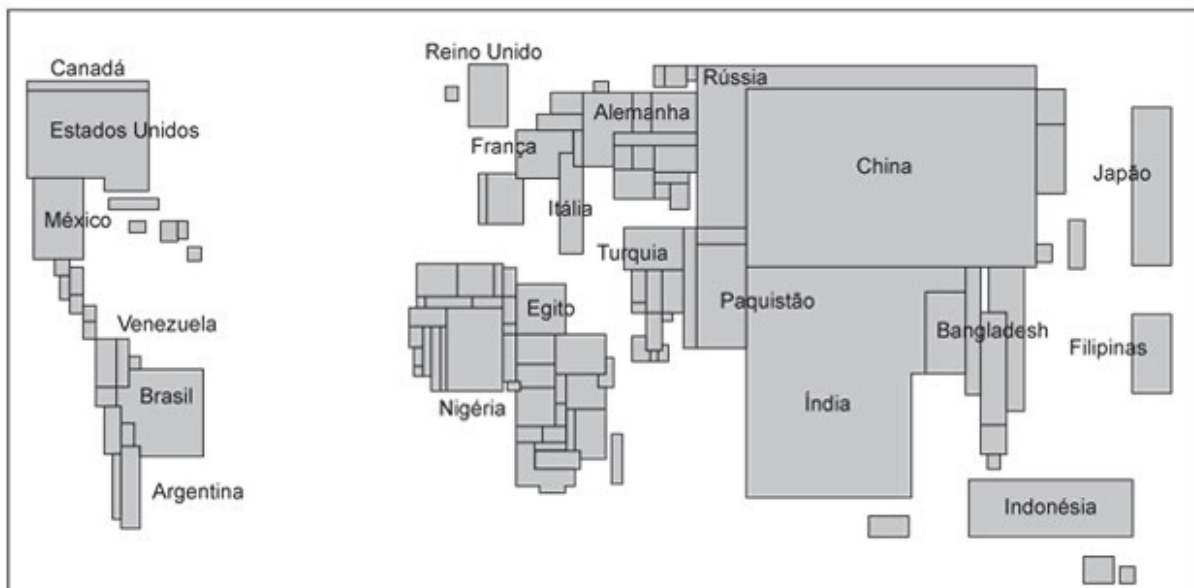 Canadá
Estados Unidos
México
Venezuela
Brasil
Argentina
Reino Unido
França
Alemanha
Itália
Rússia
Turquia
Egito
Nigéria
China
Japão
Paquistão
Bangladesh
Índia
Filipinas
Indonésia